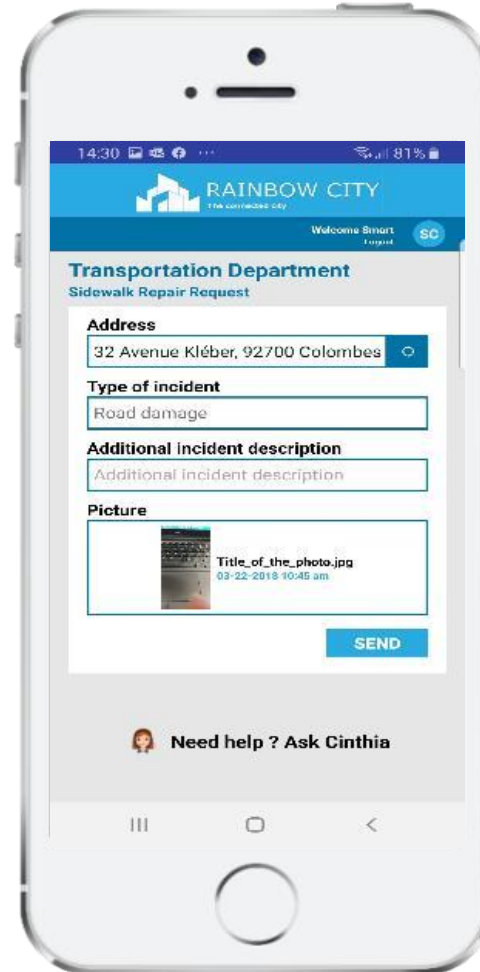 14:30 ... 81%
RAINBOW CITY
The connected city
Welcome Smart
Logout
SC
Transportation Department
Sidewalk Repair Request
Address
32 Avenue Kléber, 92700 Colombes
Type of incident
Road damage
Additional incident description
Additional incident description
Picture
Title_of_the_photo.jpg
03-22-2018 10:45 am
SEND
Need help ? Ask Cinthia